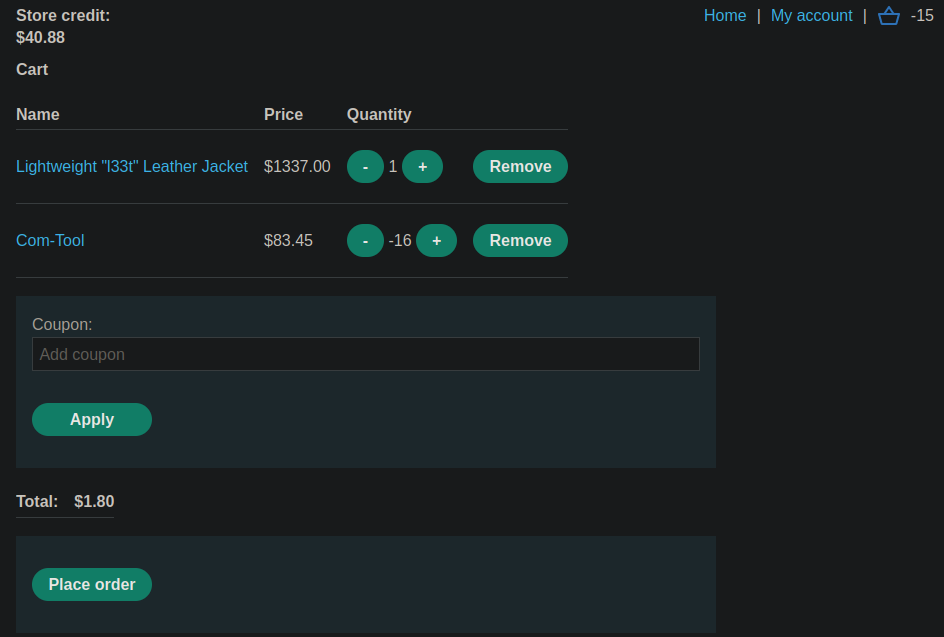 Store credit:
$40.88
Home | My account | -15
Cart
Name Price Quantity
Lightweight "l33t" Leather Jacket $1337.00 - 1 + Remove
Com-Tool $83.45 - -16 + Remove
Coupon:
Add coupon
Apply
Total: $1.80
Place order